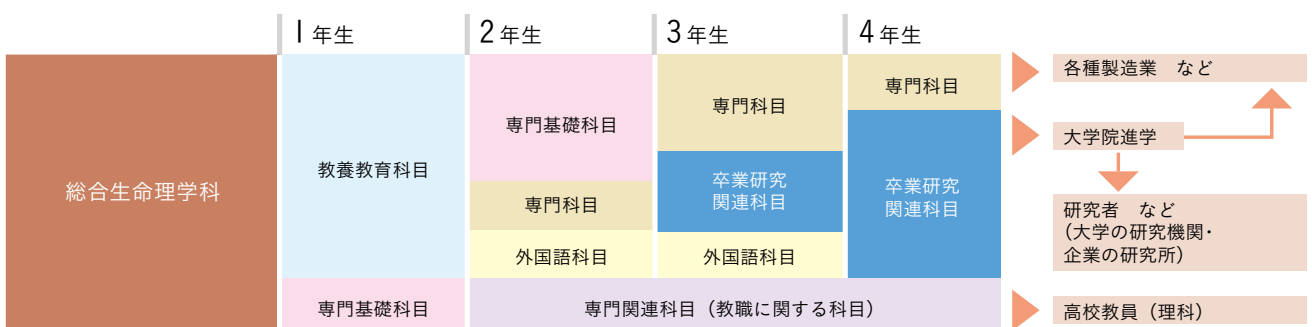 1年生
2年生
3年生
4年生
総合生命理学科
教養教育科目
専門基礎科目
専門基礎科目
専門科目
外国語科目
専門科目
卒業研究
関連科目
外国語科目
専門科目
卒業研究
関連科目
専門関連科目（教職に関する科目）
各種製造業　など
大学院進学
研究者　など
（大学の研究機関・
企業の研究所）
高校教員（理科）